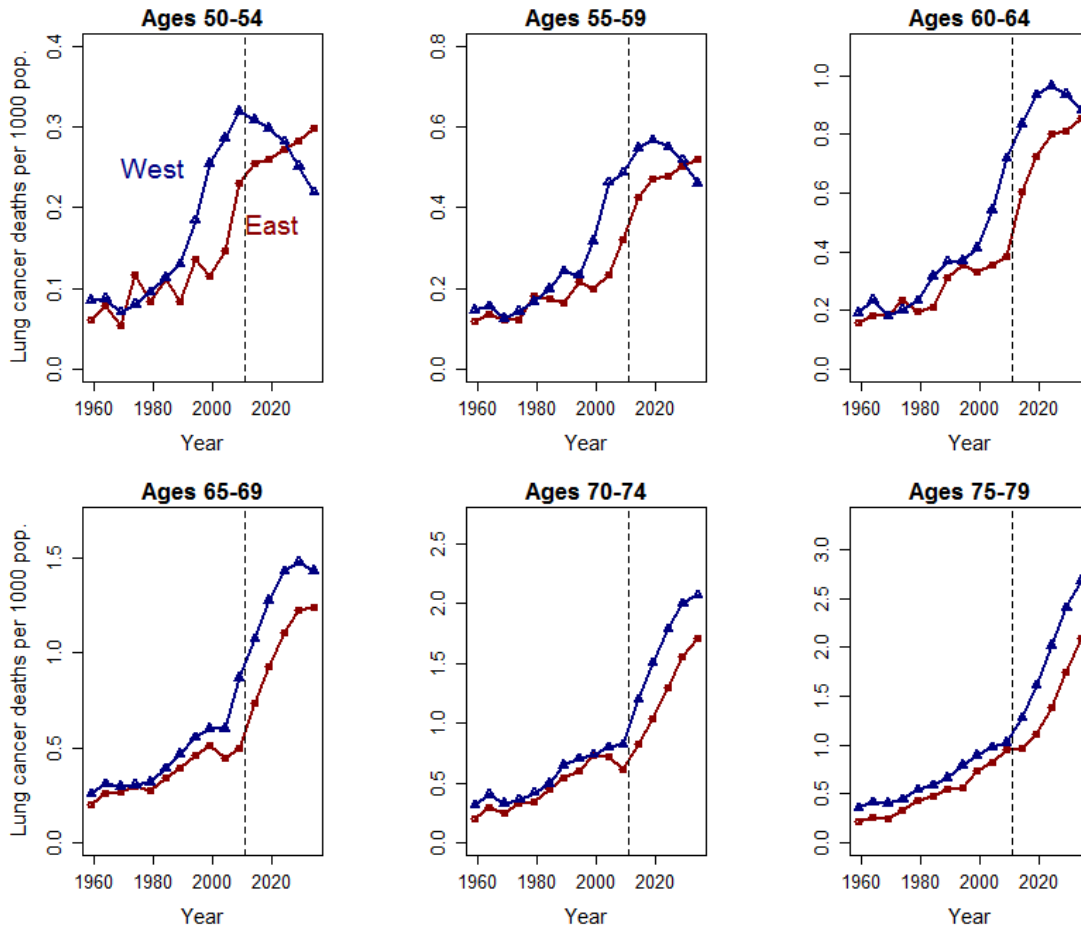 Ages 50-54
Lung cancer deaths per 1000 pop.
0.4
0.3
0.2
0.1
0.0
West
East
1960 1980 2000 2020
Year
Ages 55-59
0.8
0.6
0.4
0.2
0.0
1960 1980 2000 2020
Year
Ages 60-64
1.0
0.8
0.6
0.4
0.2
0.0
1960 1980 2000 2020
Year
Ages 65-69
Lung cancer deaths per 1000 pop.
1.5
1.0
0.5
0.0
1960 1980 2000 2020
Year
Ages 70-74
2.5
2.0
1.5
1.0
0.5
0.0
1960 1980 2000 2020
Year
Ages 75-79
3.0
2.5
2.0
1.5
1.0
0.5
0.0
1960 1980 2000 2020
Year